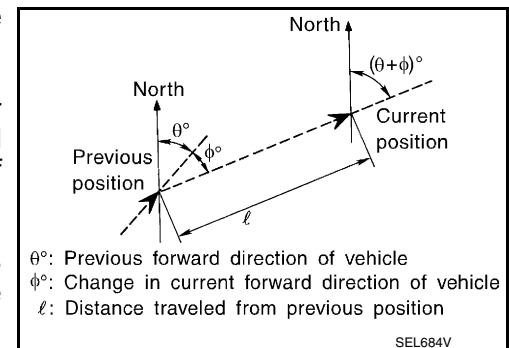 North
(θ+ϕ)°
North
θ°
ϕ°
Current
position
Previous
position
ℓ
θ°: Previous forward direction of vehicle
ϕ°: Change in current forward direction of vehicle
ℓ: Distance traveled from previous position
SEL684V